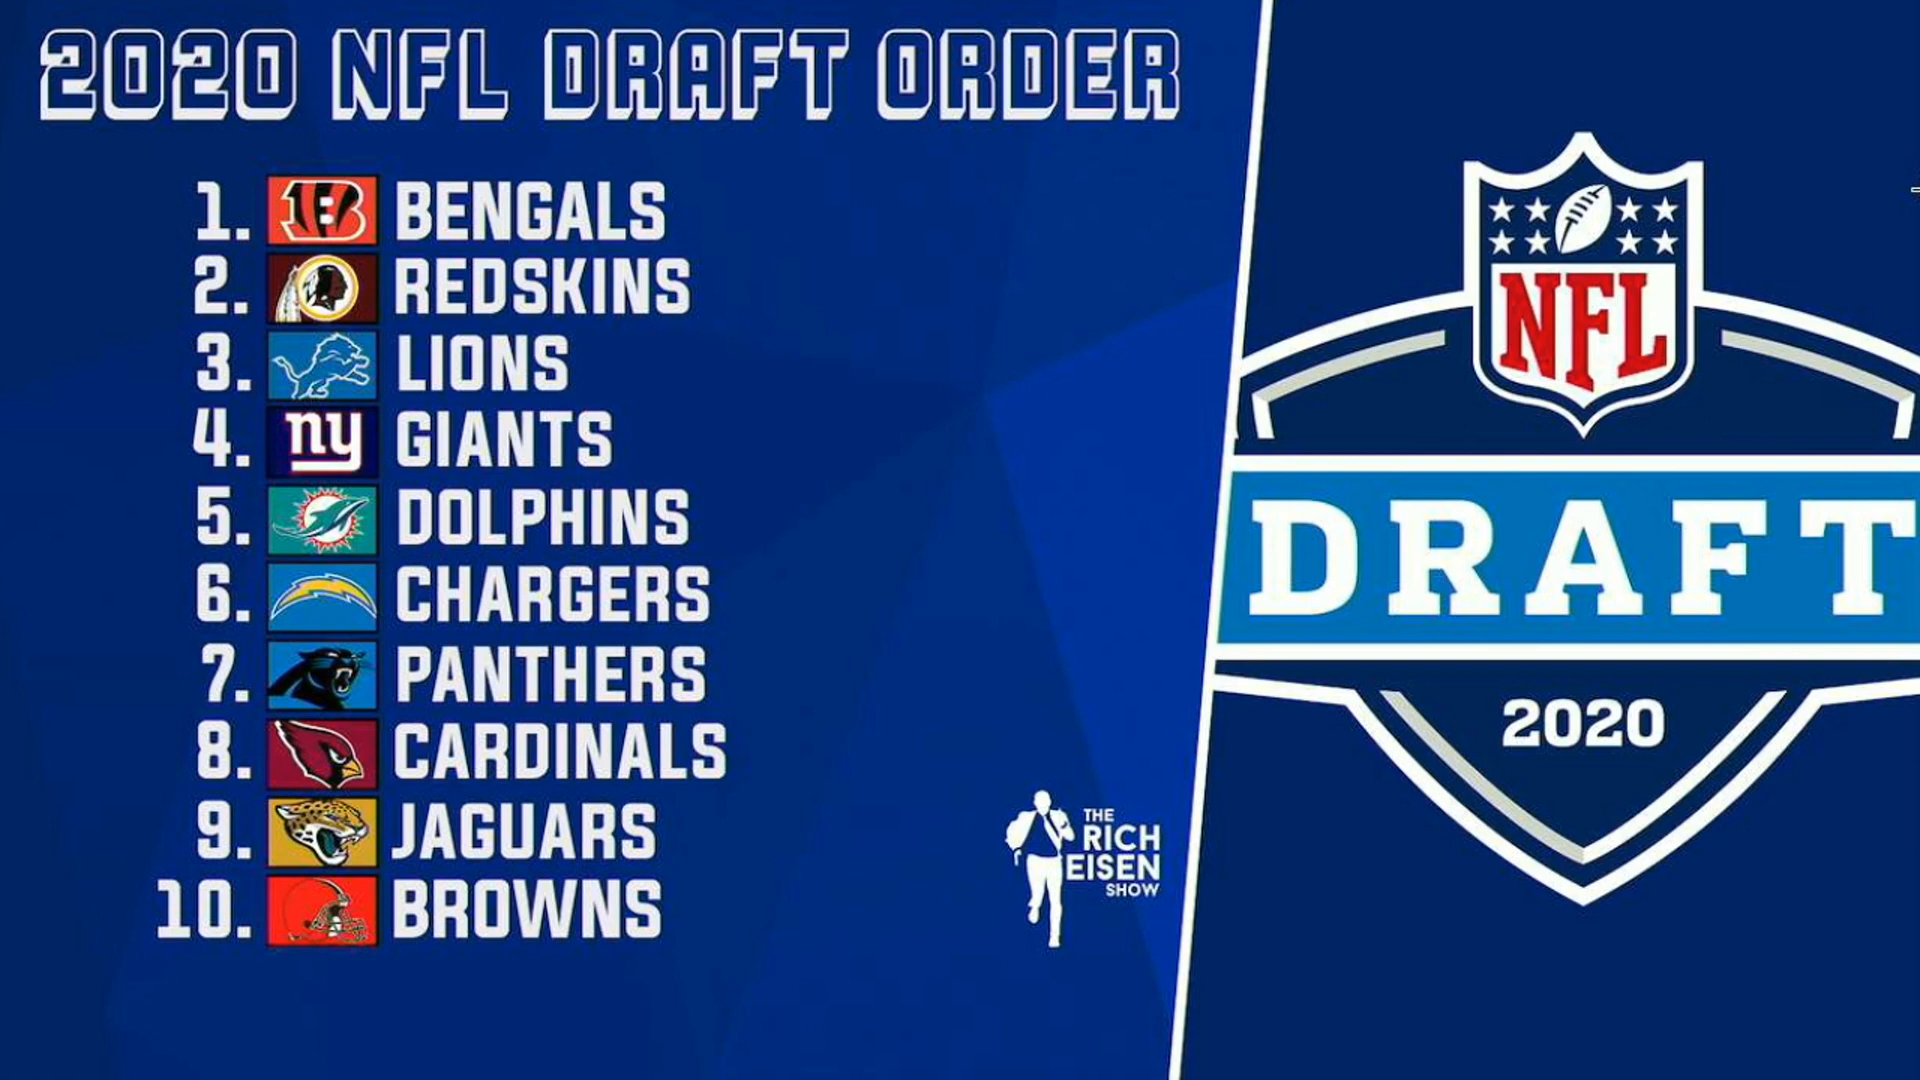 2020 NFL DRAFT ORDER
1. BENGALS
2. REDSKINS
3. LIONS
4. ny GIANTS
5. DOLPHINS
6. CHARGERS
7. PANTHERS
8. CARDINALS
9. JAGUARS
10. BROWNS
THE
RICH
EISEN
SHOW
NFL
DRAFT
2020